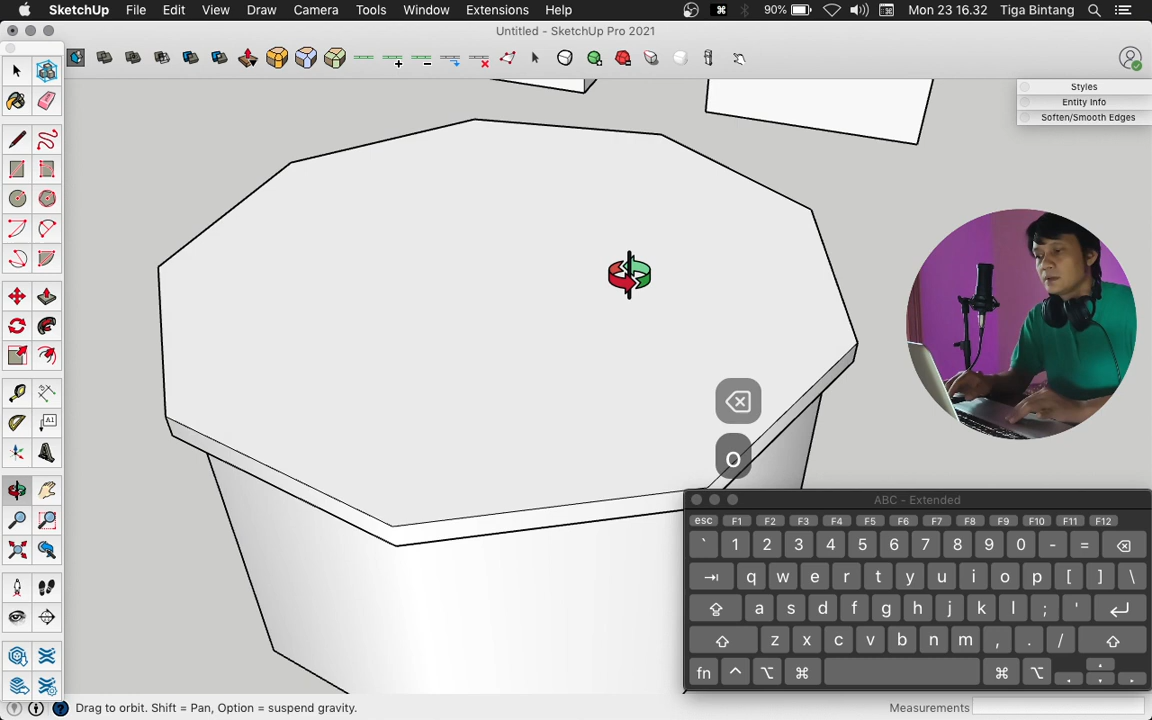 SketchUp File Edit View Draw Camera Tools Window Extensions Help 90% Mon 23 16.32 Tiga Bintang
Untitled - SketchUp Pro 2021
Styles
Entity Info
Soften/Smooth Edges
A1
O
ABC - Extended
esc F1 F2 F3 F4 F5 F6 F7 F8 F9 F10 F11 F12
` 1 2 3 4 5 6 7 8 9 0 - =
q w e r t y u i o p [ ] \
a s d f g h j k l ; '
z x c v b n m , . /
fn ^ ⌥ ⌘ ⌘ ⌥
Drag to orbit. Shift = Pan, Option = suspend gravity. Measurements